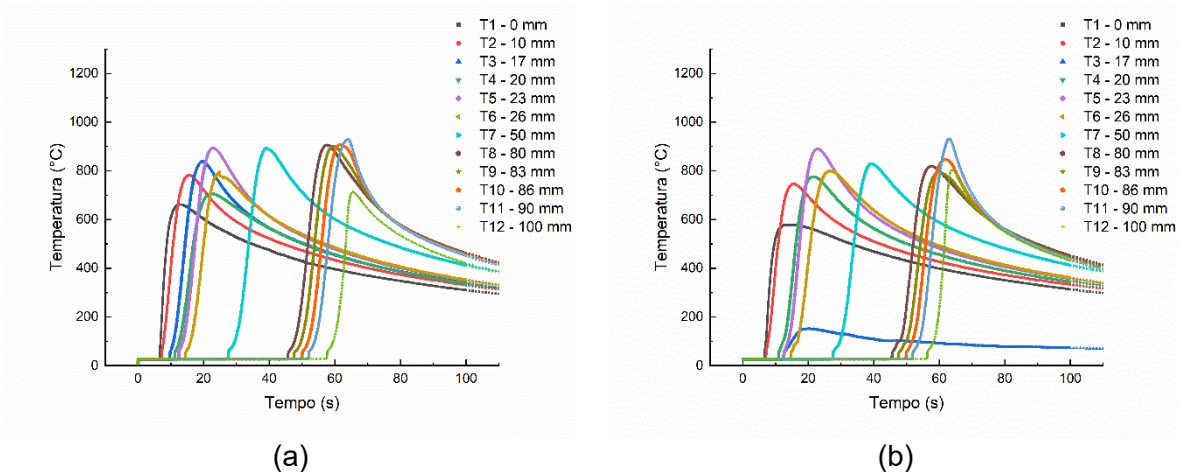 T1 - 0 mm
T2 - 10 mm
T3 - 17 mm
T4 - 20 mm
T5 - 23 mm
T6 - 26 mm
T7 - 50 mm
T8 - 80 mm
T9 - 83 mm
T10 - 86 mm
T11 - 90 mm
T12 - 100 mm
Temperatura (°C)
1200
1000
800
600
400
200
0
0 20 40 60 80 100
Tempo (s)
(a)
T1 - 0 mm
T2 - 10 mm
T3 - 17 mm
T4 - 20 mm
T5 - 23 mm
T6 - 26 mm
T7 - 50 mm
T8 - 80 mm
T9 - 83 mm
T10 - 86 mm
T11 - 90 mm
T12 - 100 mm
Temperatura (°C)
1200
1000
800
600
400
200
0
0 20 40 60 80 100
Tempo (s)
(b)